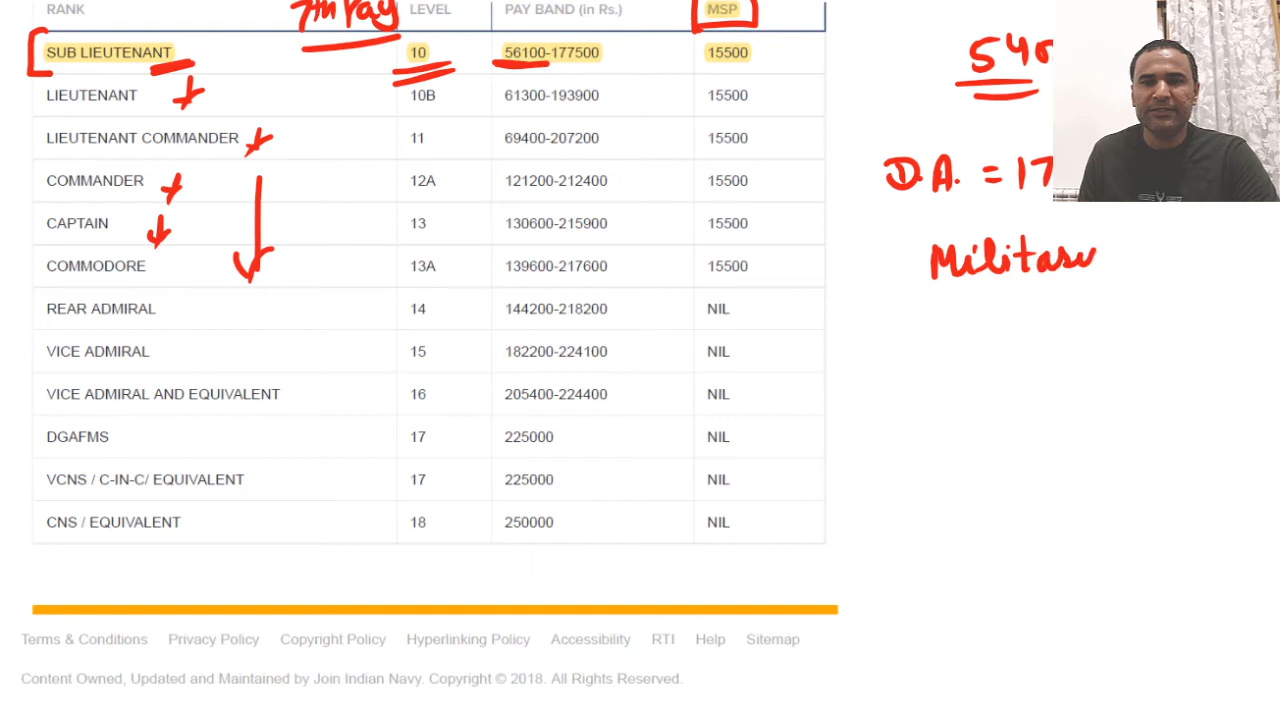 7th Pay
RANK LEVEL PAY BAND (in Rs.) MSP
SUB LIEUTENANT 10 56100-177500 15500
LIEUTENANT 10B 61300-193900 15500
LIEUTENANT COMMANDER 11 69400-207200 15500
COMMANDER 12A 121200-212400 15500
CAPTAIN 13 130600-215900 15500
COMMODORE 13A 139600-217600 15500
REAR ADMIRAL 14 144200-218200 NIL
VICE ADMIRAL 15 182200-224100 NIL
VICE ADMIRAL AND EQUIVALENT 16 205400-224400 NIL
DGAFMS 17 225000 NIL
VCNS / C-IN-C/ EQUIVALENT 17 225000 NIL
CNS / EQUIVALENT 18 250000 NIL
D.A. = 17
Terms & Conditions Privacy Policy Copyright Policy Hyperlinking Policy Accessibility RTI Help Sitemap
Content Owned, Updated and Maintained by Join Indian Navy. Copyright © 2018. All Rights Reserved.